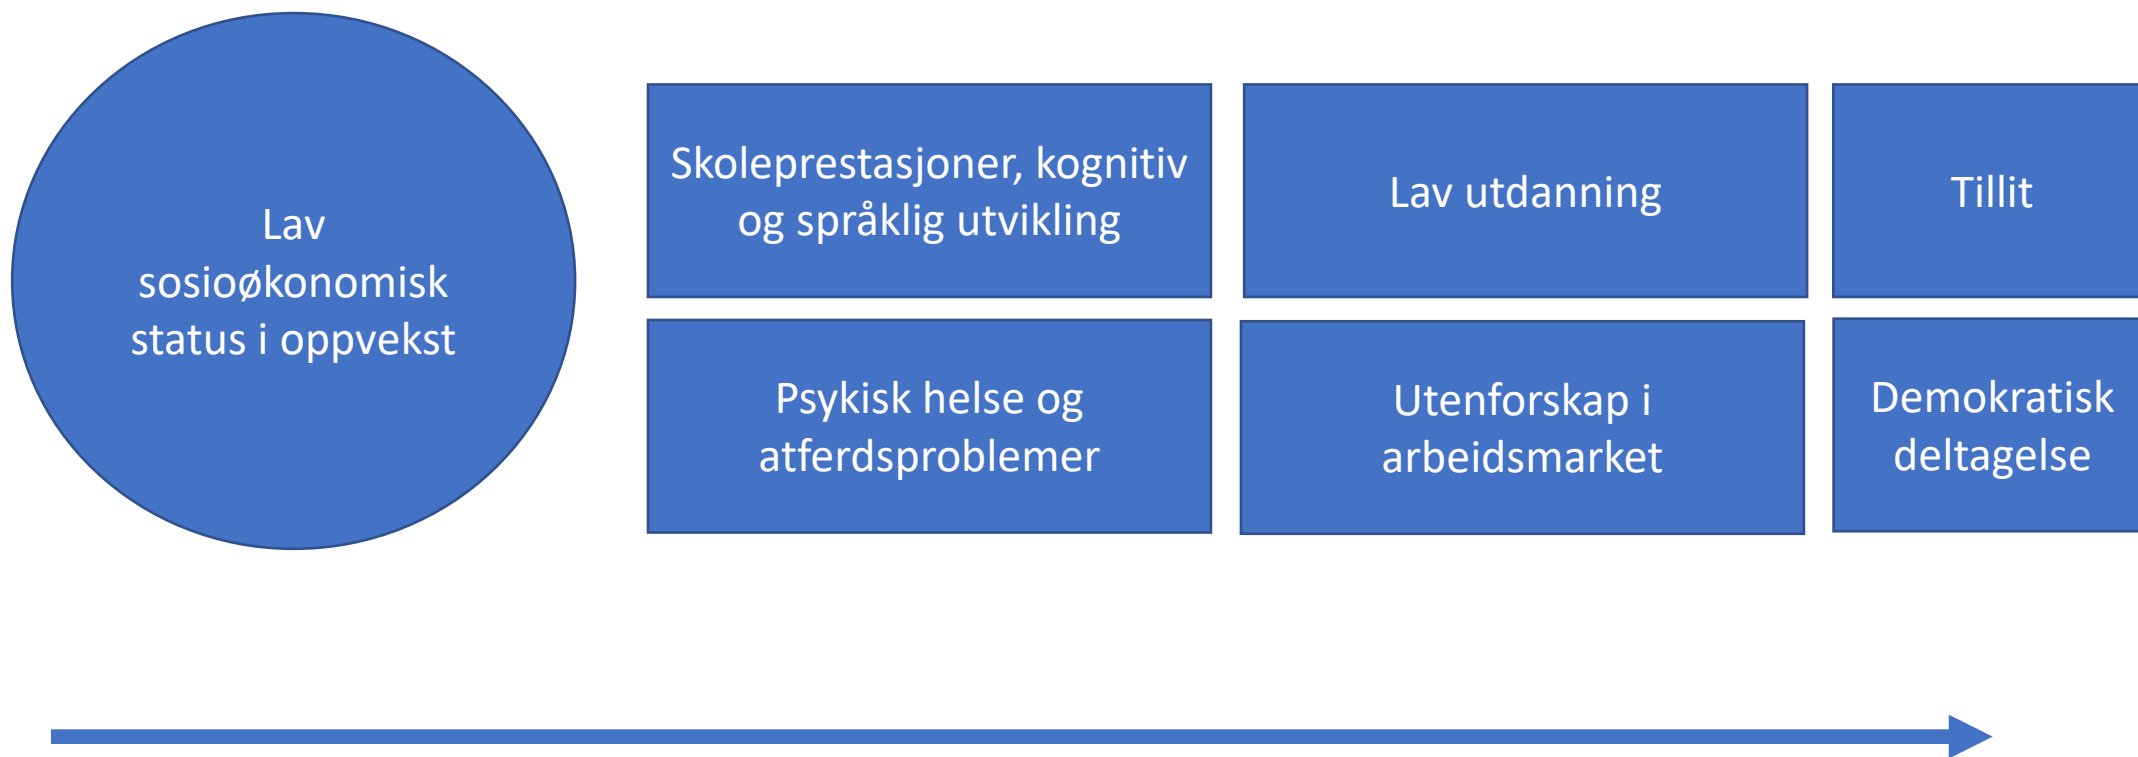 Lav
sosioøkonomisk
status i oppvekst
Skoleprestasjoner, kognitiv
og språklig utvikling
Lav utdanning
Tillit
Psykisk helse og
atferdsproblemer
Utenforskap i
arbeidsmarket
Demokratisk
deltagelse